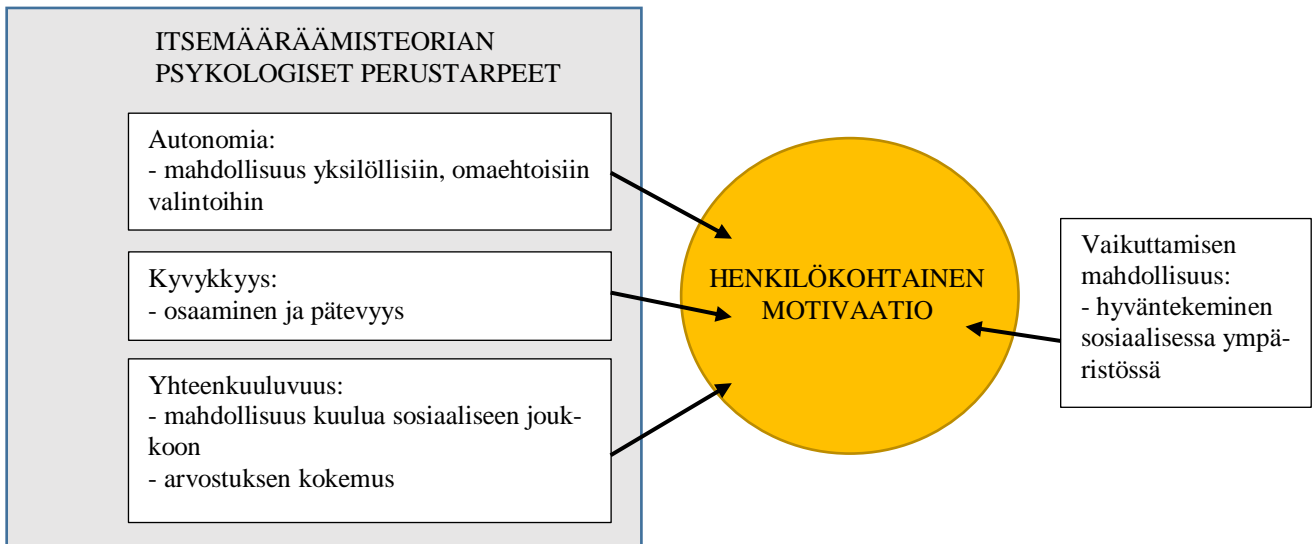 ITSEMÄÄRÄÄMISTEORIAN
PSYKOLOGISET PERUSTARPEET
Autonomia:
- mahdollisuus yksilöllisiin, omaehtoisiin
valintoihin
Kyvykkyys:
- osaaminen ja pätevyys
Yhteenkuuluvuus:
- mahdollisuus kuulua sosiaaliseen jouk-
koon
- arvostuksen kokemus
HENKILÖKOHTAINEN
MOTIVAATIO
Vaikuttamisen
mahdollisuus:
- hyväntekeminen
sosiaalisessa ympä-
ristössä